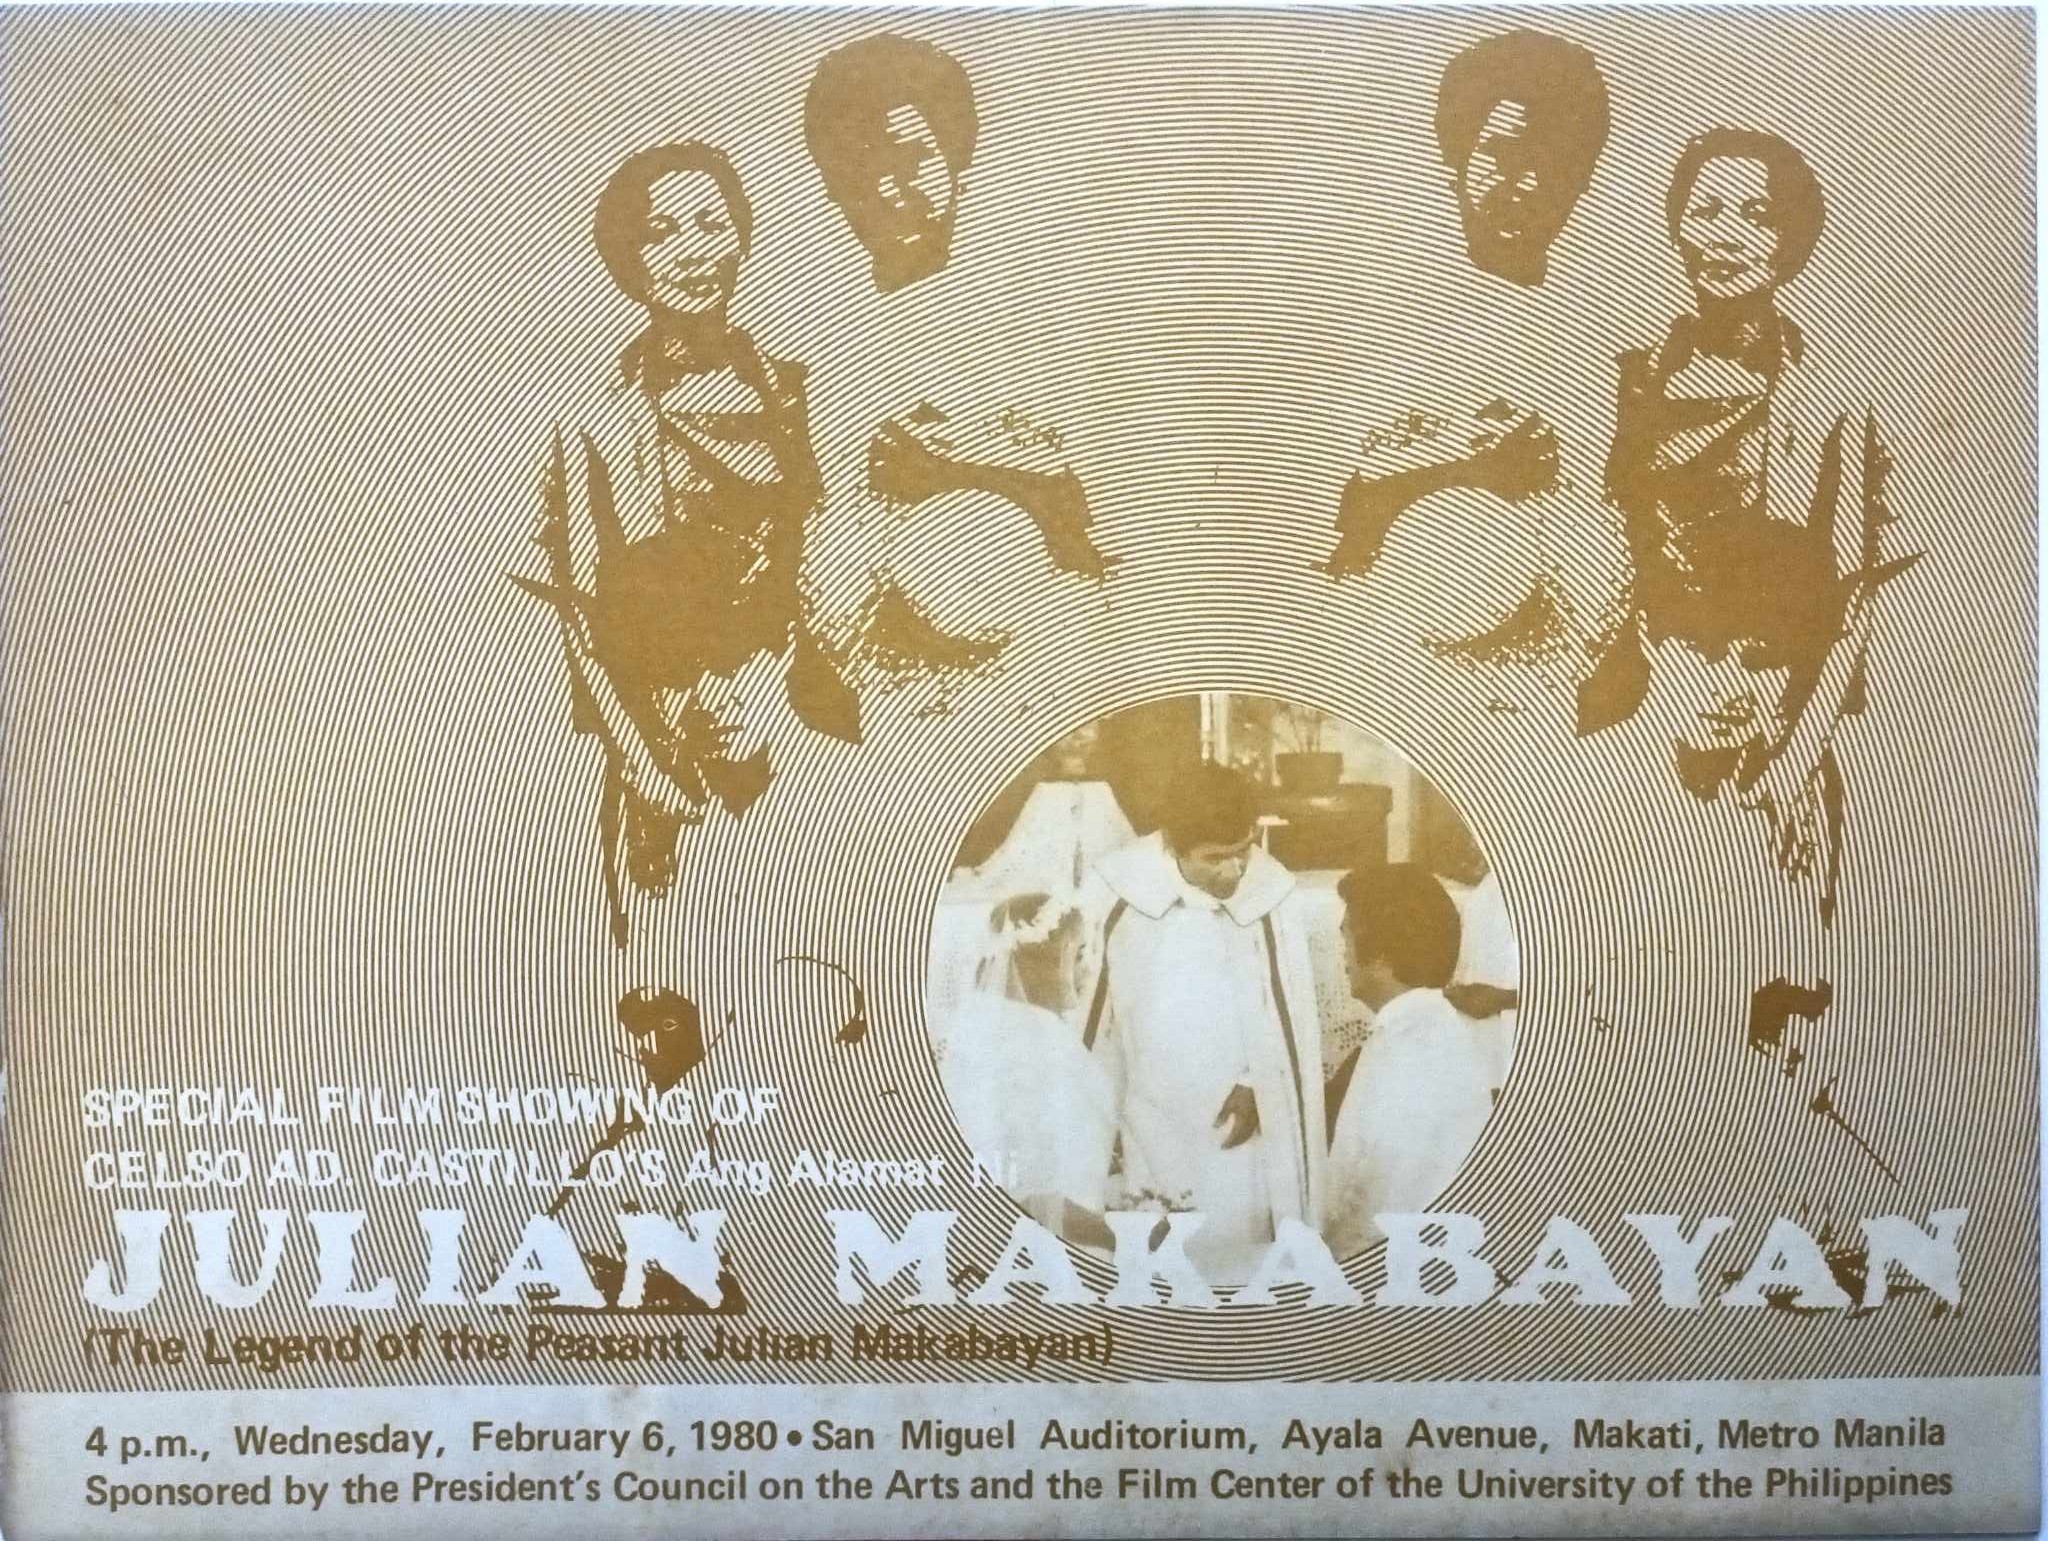 SPECIAL FILM SHOWING OF
CELSO AD. CASTILLO'S Ang Alamat Ni
JULIAN MAKABAYAN
(The Legend of the Peasant Julian Makabayan)
4 p.m., Wednesday, February 6, 1980 • San Miguel Auditorium, Ayala Avenue, Makati, Metro Manila
Sponsored by the President's Council on the Arts and the Film Center of the University of the Philippines